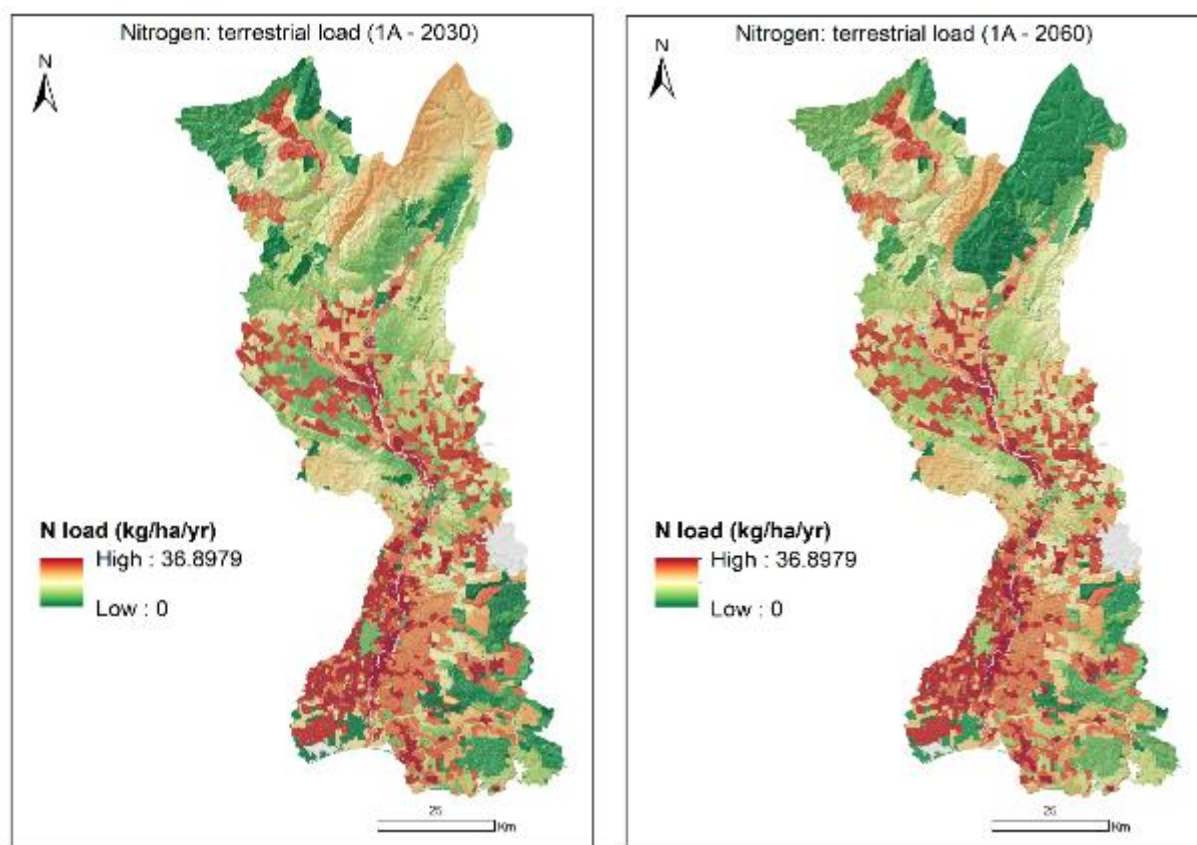 Nitrogen: terrestrial load (1A - 2030)
N
N load (kg/ha/yr)
High : 36.8979
Low : 0
25
Km
Nitrogen: terrestrial load (1A - 2060)
N
N load (kg/ha/yr)
High : 36.8979
Low : 0
25
Km